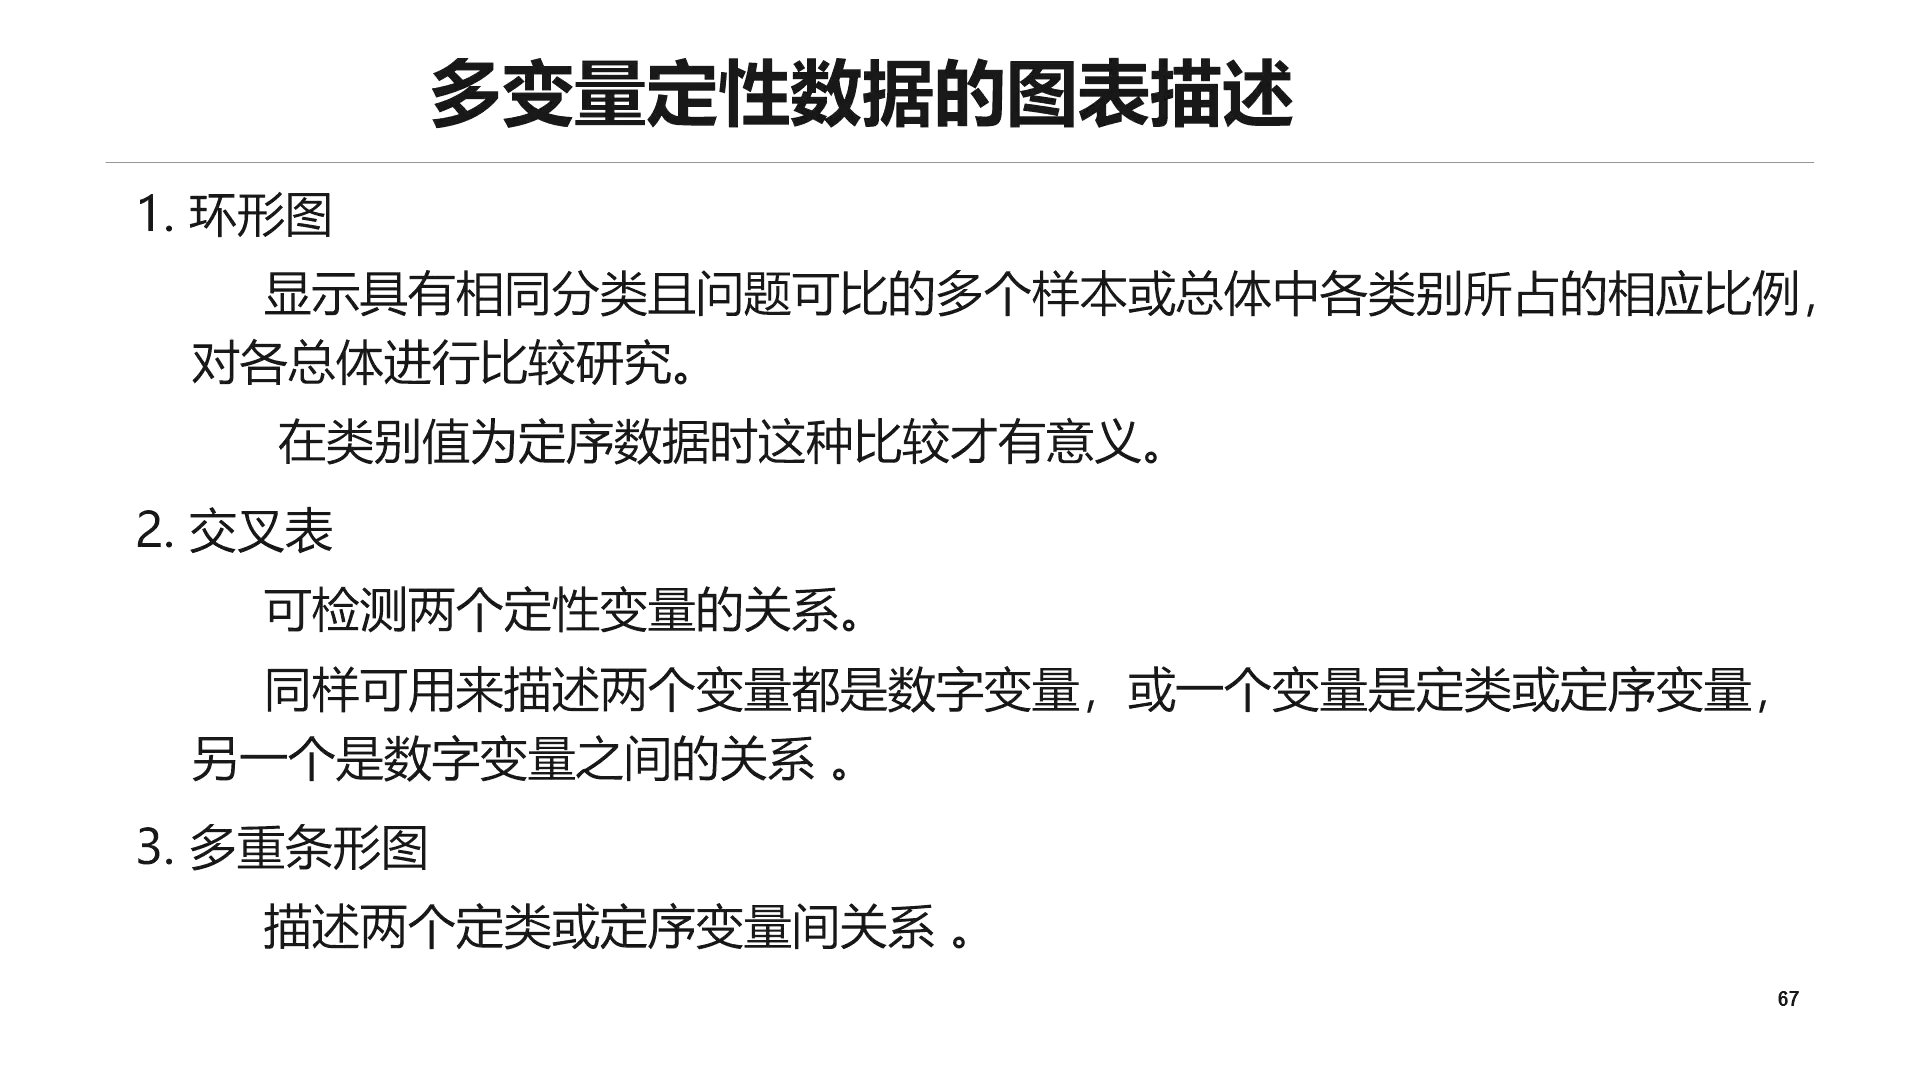 多变量定性数据的图表描述
1. 环形图
显示具有相同分类且问题可比的多个样本或总体中各类别所占的相应比例，
对各总体进行比较研究。
在类别值为定序数据时这种比较才有意义。
2. 交叉表
可检测两个定性变量的关系。
同样可用来描述两个变量都是数字变量，或一个变量是定类或定序变量，
另一个是数字变量之间的关系 。
3. 多重条形图
描述两个定类或定序变量间关系 。
67